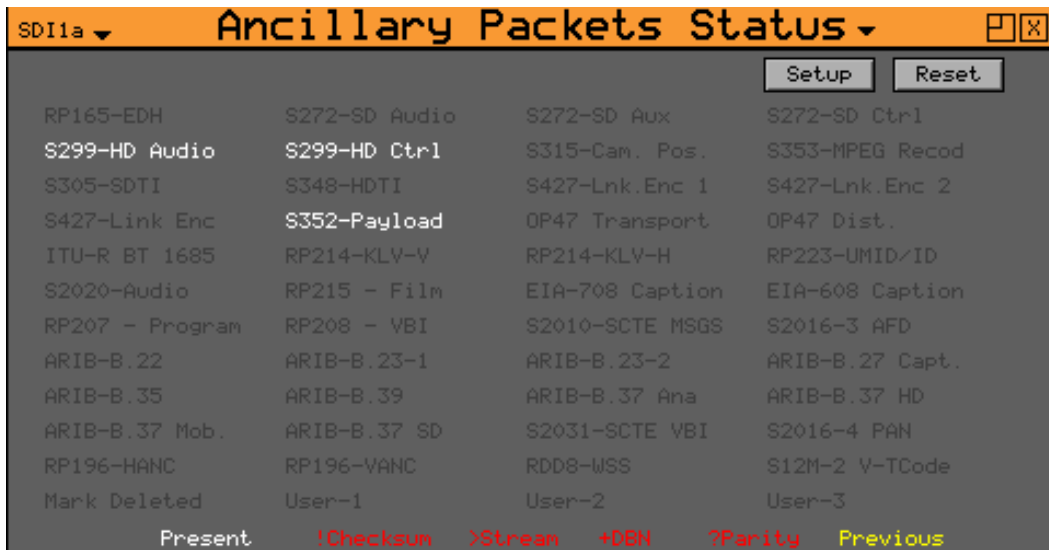 SDI1a Ancillary Packets Status
Setup Reset
RP165-EDH S272-SD Audio S272-SD Aux S272-SD Ctrl
S299-HD Audio S299-HD Ctrl S315-Cam. Pos. S353-MPEG Recod
S305-SDTI S348-HDTI S427-Lnk.Enc 1 S427-Lnk.Enc 2
S427-Link Enc S352-Payload OP47 Transport OP47 Dist.
ITU-R BT 1685 RP214-KLV-V RP214-KLV-H RP223-UMID/ID
S2020-Audio RP215 - Film EIA-708 Caption EIA-608 Caption
RP207 - Program RP208 - VBI S2010-SCTE MSGS S2016-3 AFD
ARIB-B.22 ARIB-B.23-1 ARIB-B.23-2 ARIB-B.27 Capt.
ARIB-B.35 ARIB-B.39 ARIB-B.37 Ana ARIB-B.37 HD
ARIB-B.37 Mob. ARIB-B.37 SD S2031-SCTE VBI S2016-4 PAN
RP196-HANC RP196-VANC RDD8-WSS S12M-2 V-TCode
Mark Deleted User-1 User-2 User-3
Present !Checksum >Stream +DBN ?Parity Previous